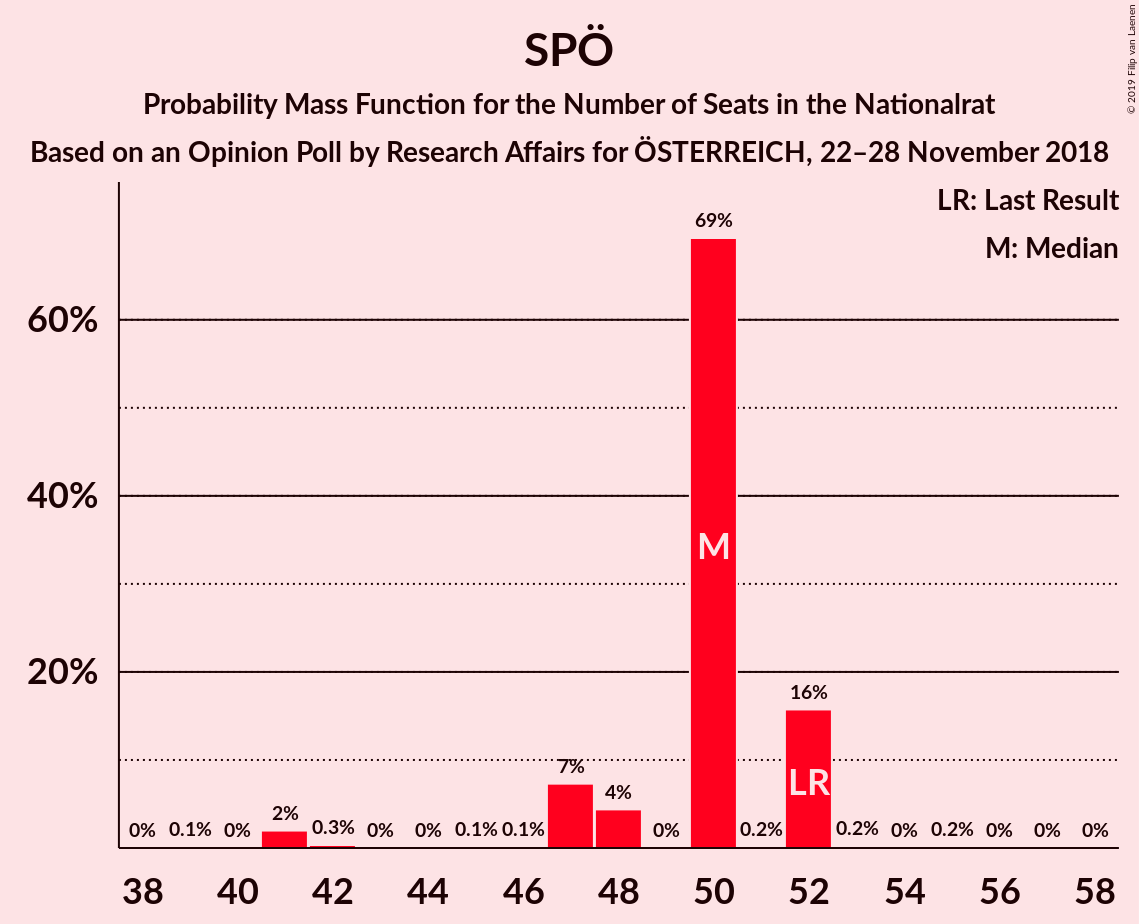 SPÖ
Probability Mass Function for the Number of Seats in the Nationalrat
Based on an Opinion Poll by Research Affairs for ÖSTERREICH, 22–28 November 2018
© 2019 Filip van Laenen
LR: Last Result
M: Median
60%
40%
20%
0% 0.1% 0% 2% 0.3% 0% 0% 0.1% 0.1% 7% 4% 0% 69% 0.2% 16% 0.2% 0% 0.2% 0% 0% 0%
M
LR
38 40 42 44 46 48 50 52 54 56 58